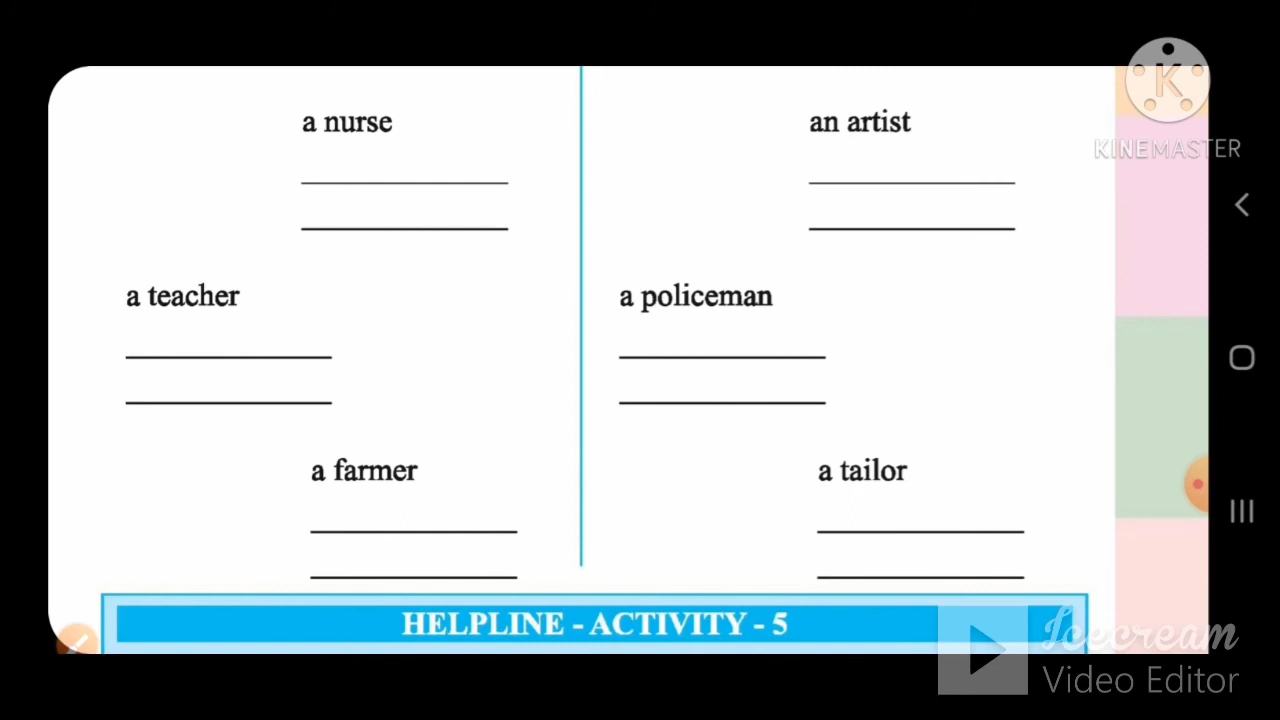 K
KINEMASTER
a nurse
an artist
a teacher
a policeman
a farmer
a tailor
HELPLINE - ACTIVITY - 5
Icecream
Video Editor